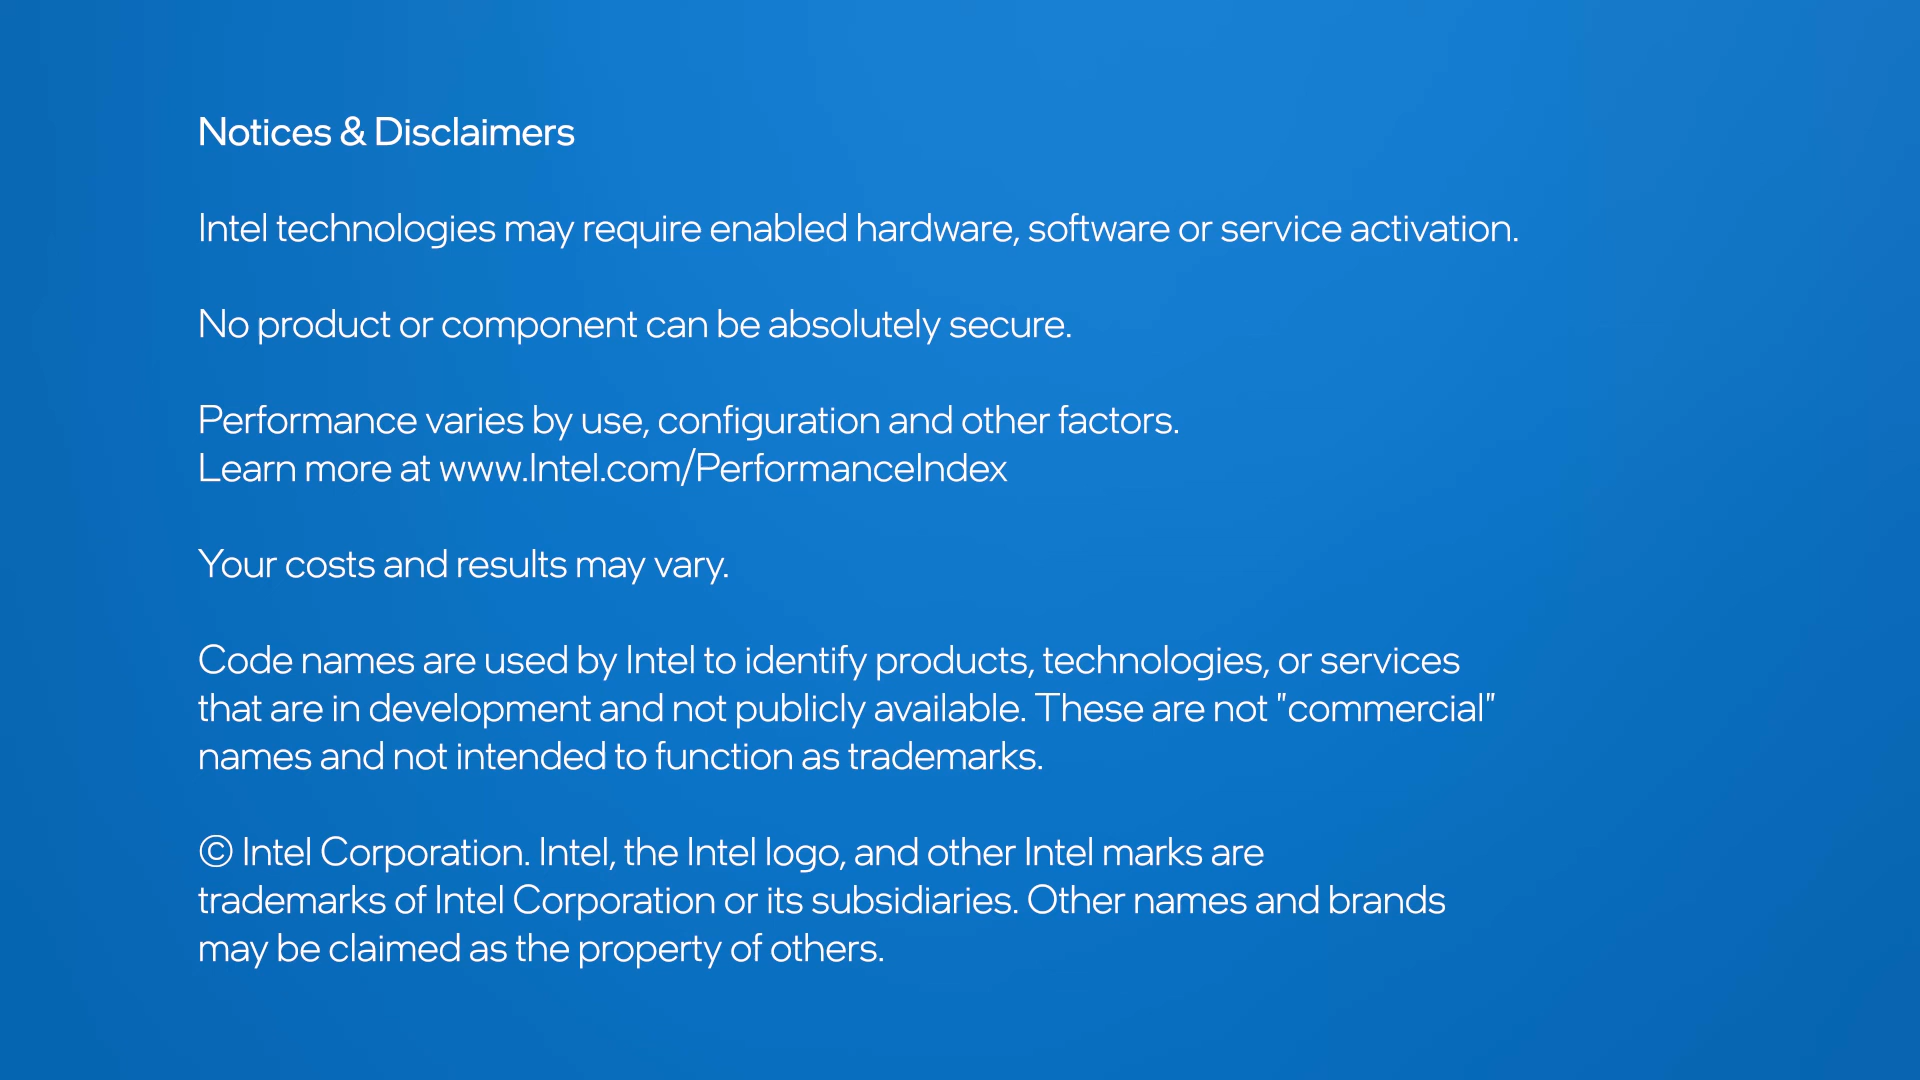 Notices & Disclaimers
Intel technologies may require enabled hardware, software or service activation.
No product or component can be absolutely secure.
Performance varies by use, configuration and other factors.
Learn more at www.Intel.com/PerformanceIndex
Your costs and results may vary.
Code names are used by Intel to identify products, technologies, or services
that are in development and not publicly available. These are not "commercial"
names and not intended to function as trademarks.
© Intel Corporation. Intel, the Intel logo, and other Intel marks are
trademarks of Intel Corporation or its subsidiaries. Other names and brands
may be claimed as the property of others.